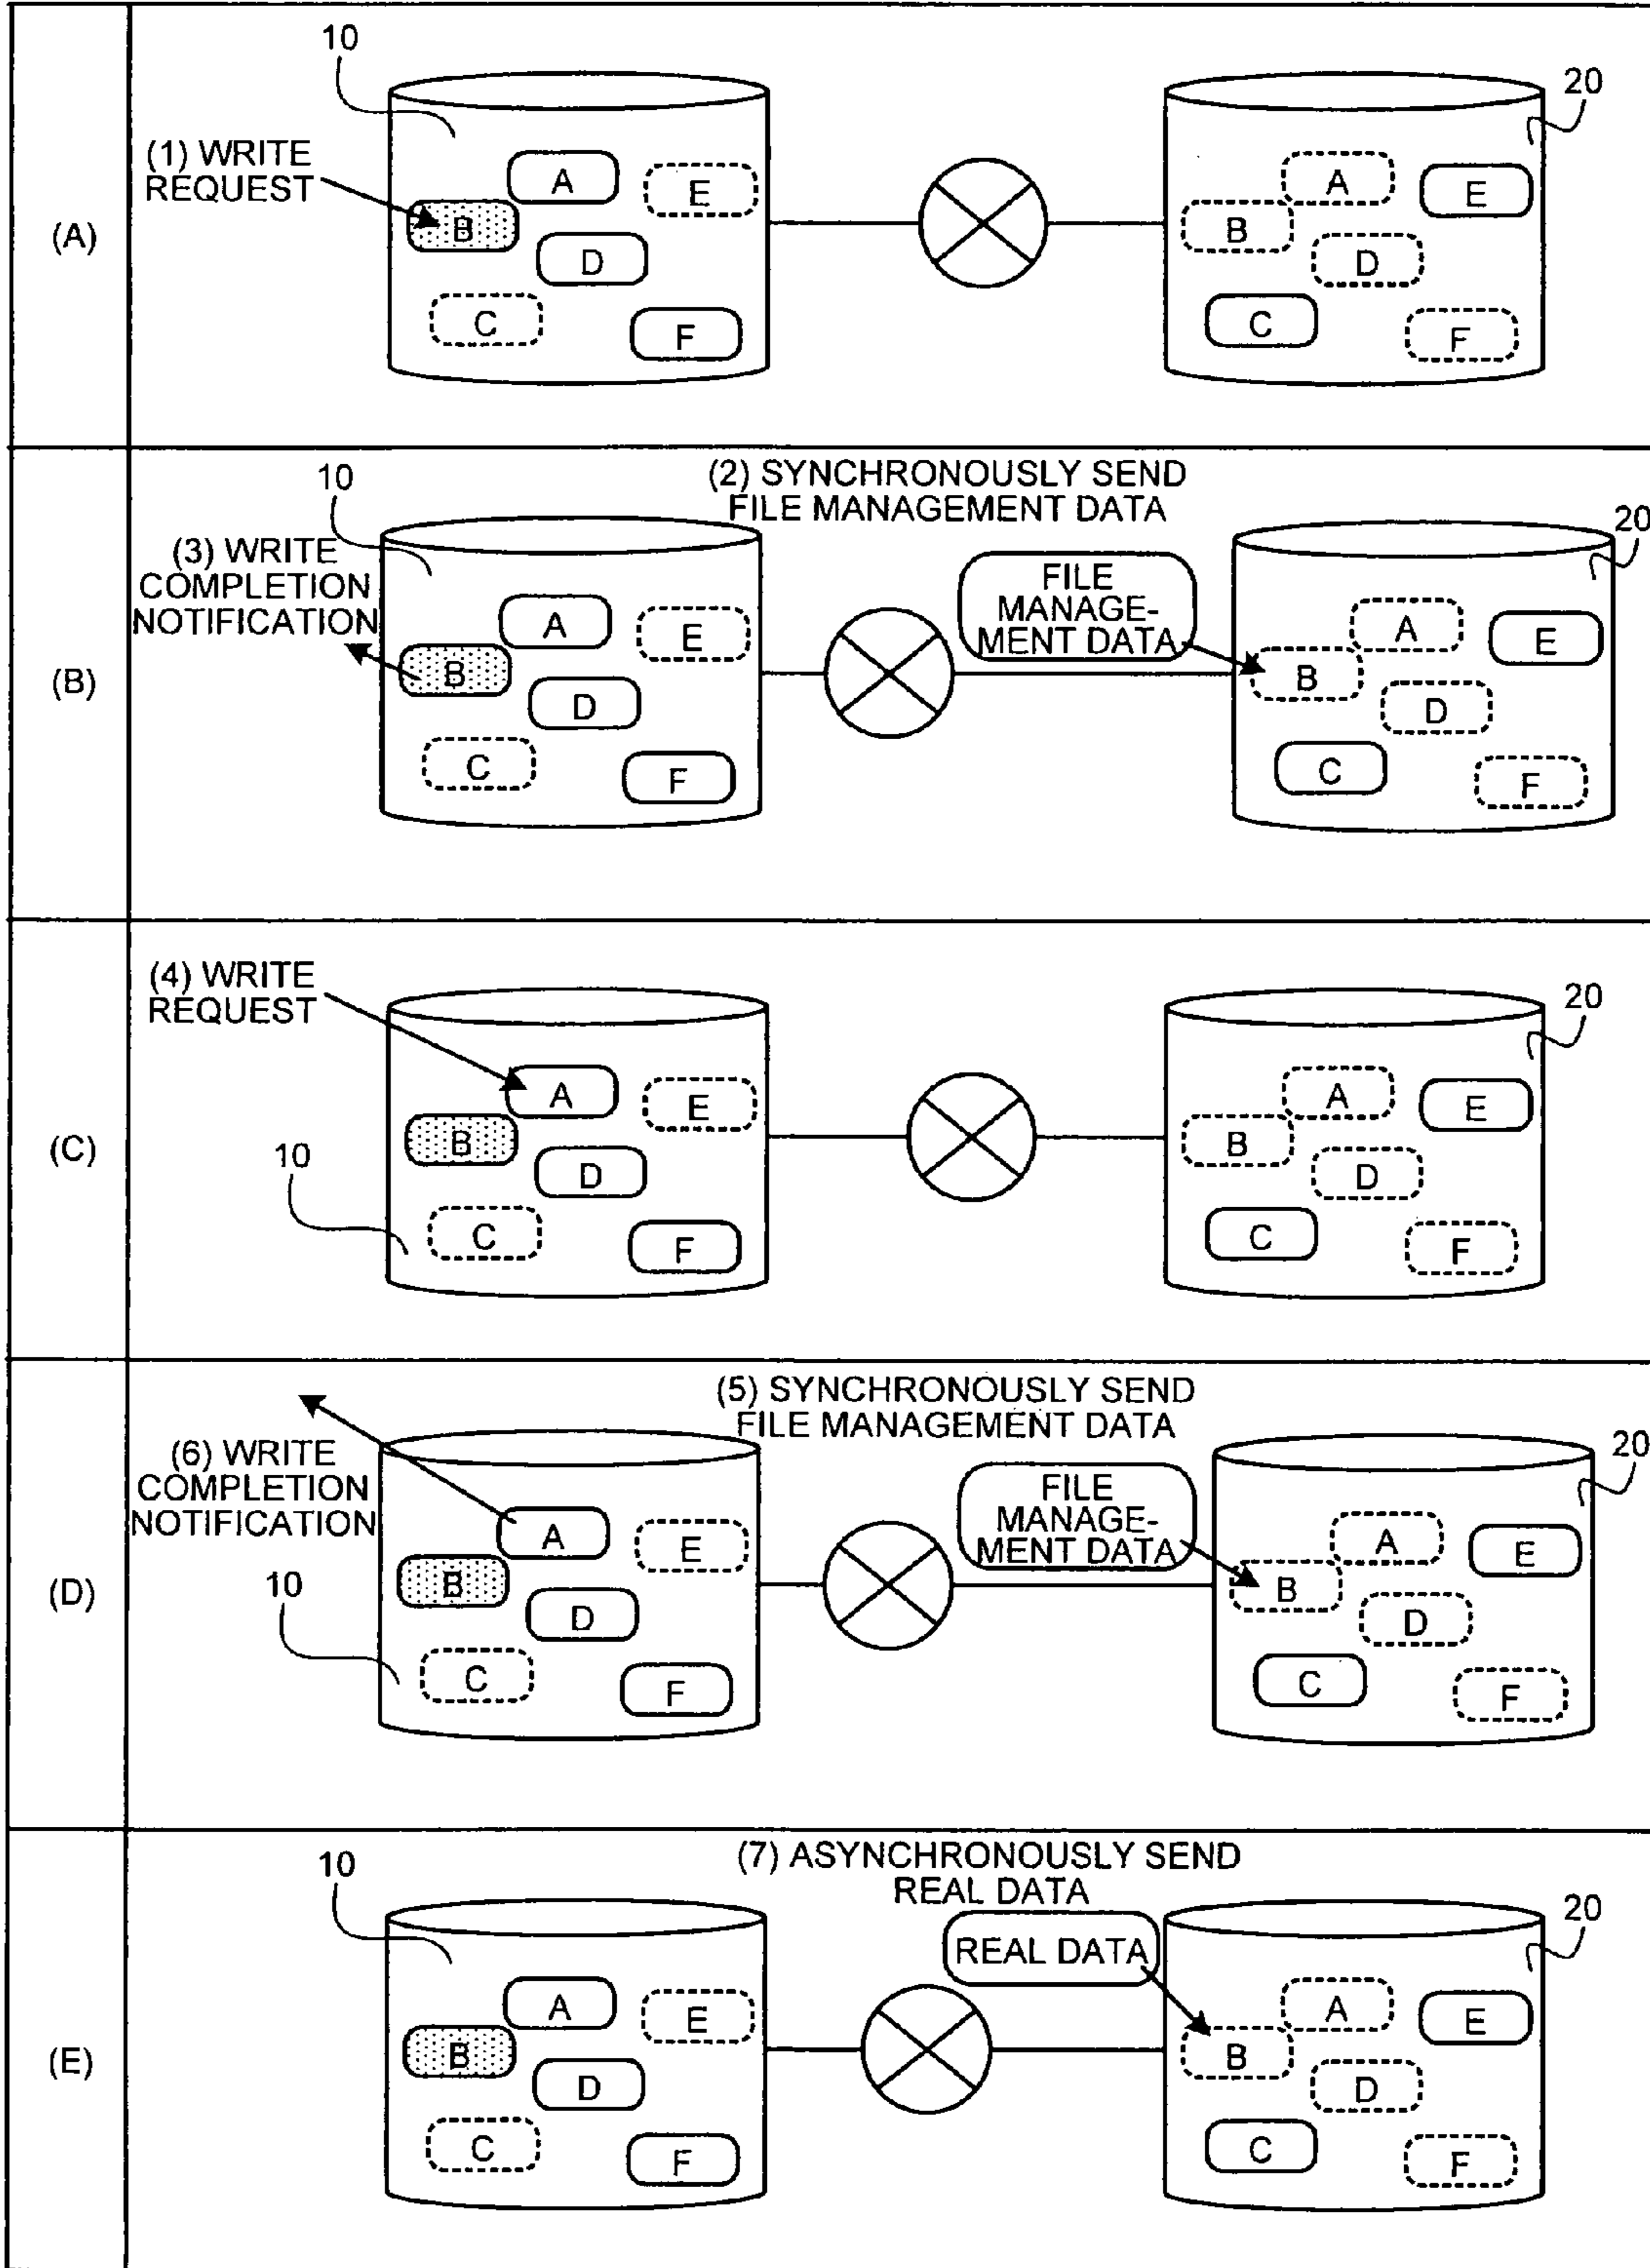 (A)
10
20
(1) WRITE
REQUEST
A
E
B
D
C
F
A
E
B
D
C
F
(B)
10
(2) SYNCHRONOUSLY SEND
FILE MANAGEMENT DATA
20
(3) WRITE
COMPLETION
NOTIFICATION
FILE
MANAGE-
MENT DATA
A
E
B
D
C
F
A
E
B
D
C
F
(C)
(4) WRITE
REQUEST
20
10
A
E
B
D
C
F
A
E
B
D
C
F
(D)
(5) SYNCHRONOUSLY SEND
FILE MANAGEMENT DATA
20
(6) WRITE
COMPLETION
NOTIFICATION
FILE
MANAGE-
MENT DATA
10
A
E
B
D
C
F
A
E
B
D
C
F
(E)
10
(7) ASYNCHRONOUSLY SEND
REAL DATA
20
REAL DATA
A
E
B
D
C
F
A
E
B
D
C
F